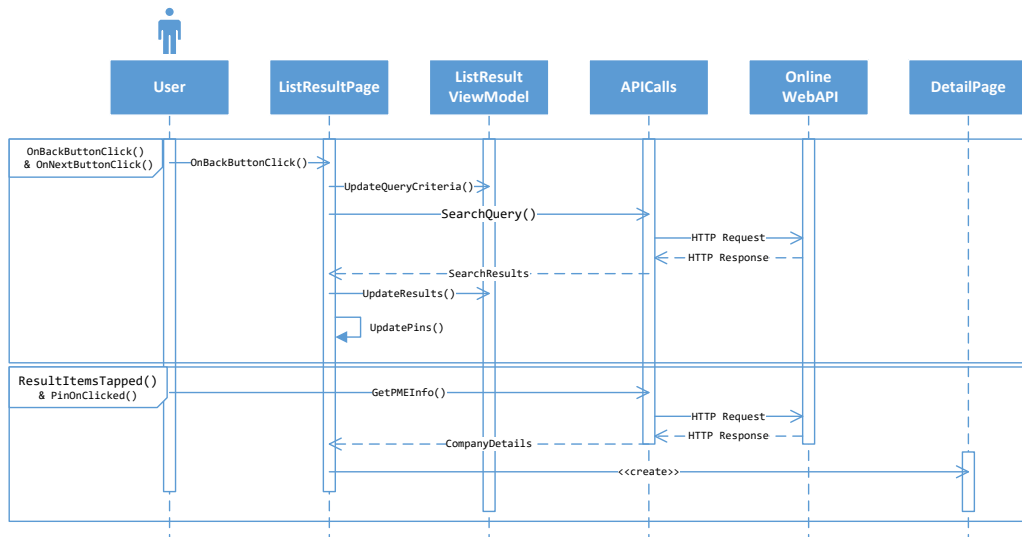 User
ListResultPage
ListResult
ViewModel
APICalls
Online
WebAPI
DetailPage
OnBackButtonClick()
& OnNextButtonClick()
OnBackButtonClick()
UpdateQueryCriteria()
SearchQuery()
HTTP Request
HTTP Response
SearchResults
UpdateResults()
UpdatePins()
ResultItemsTapped()
& PinOnClicked()
GetPMEInfo()
HTTP Request
HTTP Response
CompanyDetails
<<create>>